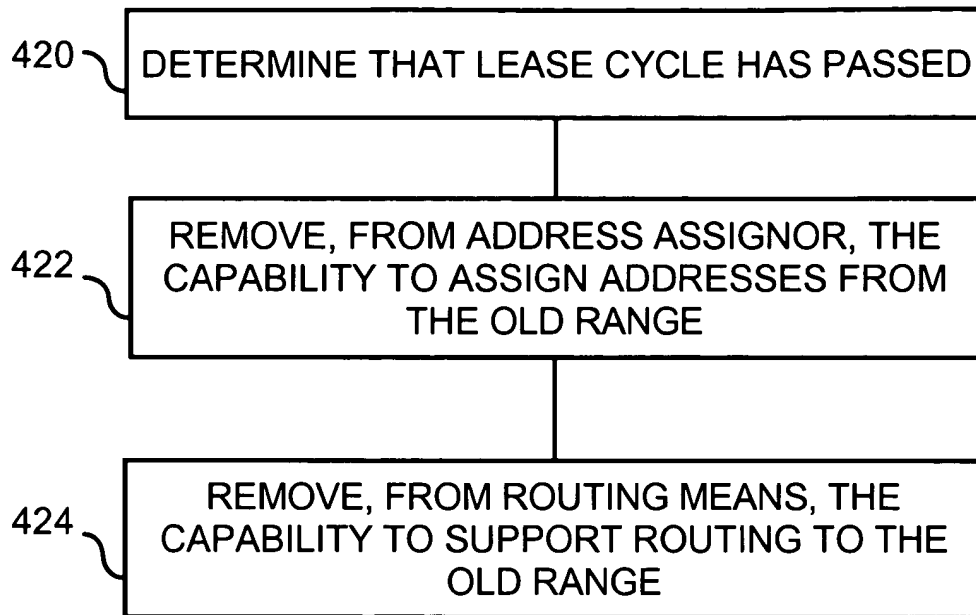 420 DETERMINE THAT LEASE CYCLE HAS PASSED
422 REMOVE, FROM ADDRESS ASSIGNOR, THE
CAPABILITY TO ASSIGN ADDRESSES FROM
THE OLD RANGE
424 REMOVE, FROM ROUTING MEANS, THE
CAPABILITY TO SUPPORT ROUTING TO THE
OLD RANGE